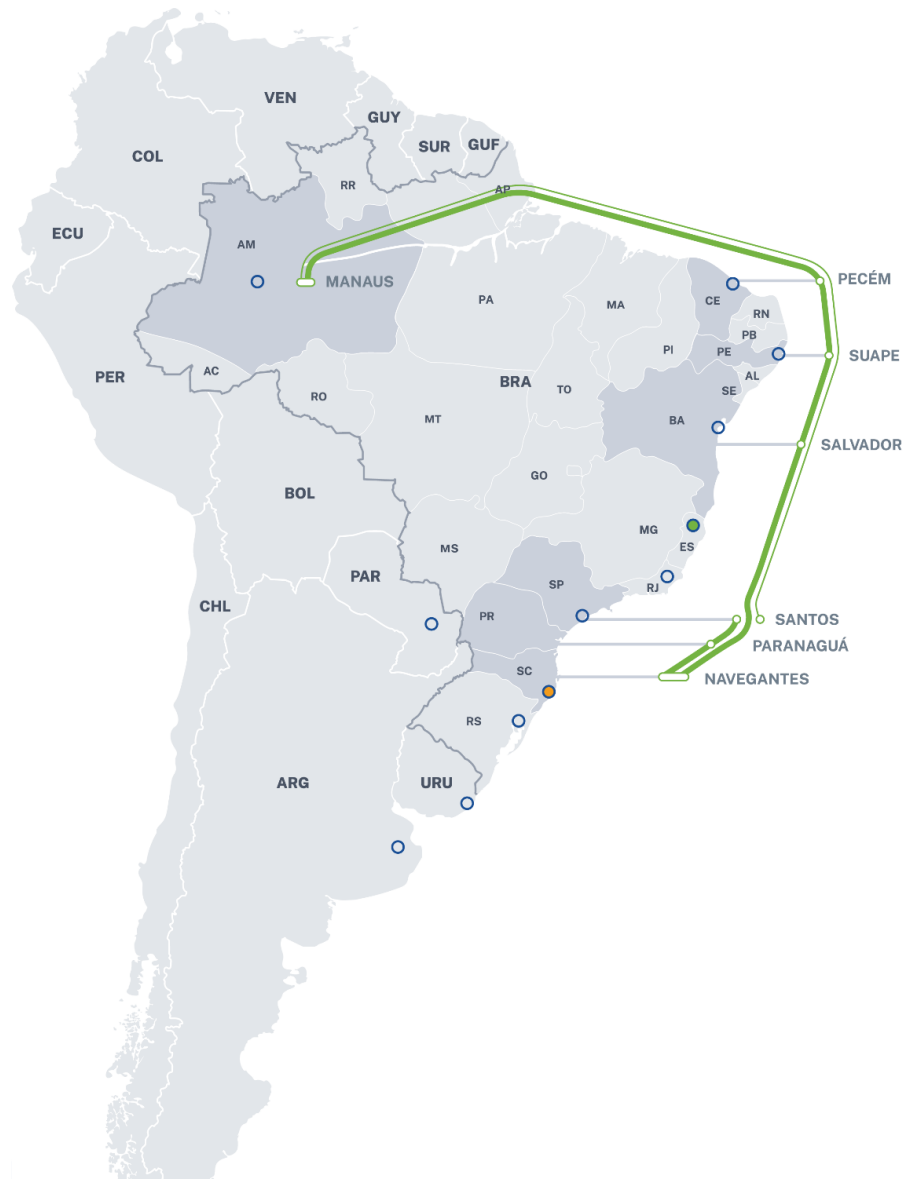 VEN
GUY
COL
SUR
GUF
RR
AP
ECU
AM
MANAUS
PECÉM
PA
CE
MA
RN
PB
PI
PE
SUAPE
AC
PER
BRA
AL
TO
SE
RO
MT
BA
SALVADOR
GO
BOL
MG
MS
ES
PAR
SP
RJ
CHL
PR
SANTOS
PARANAGUÁ
SC
NAVEGANTES
RS
ARG
URU